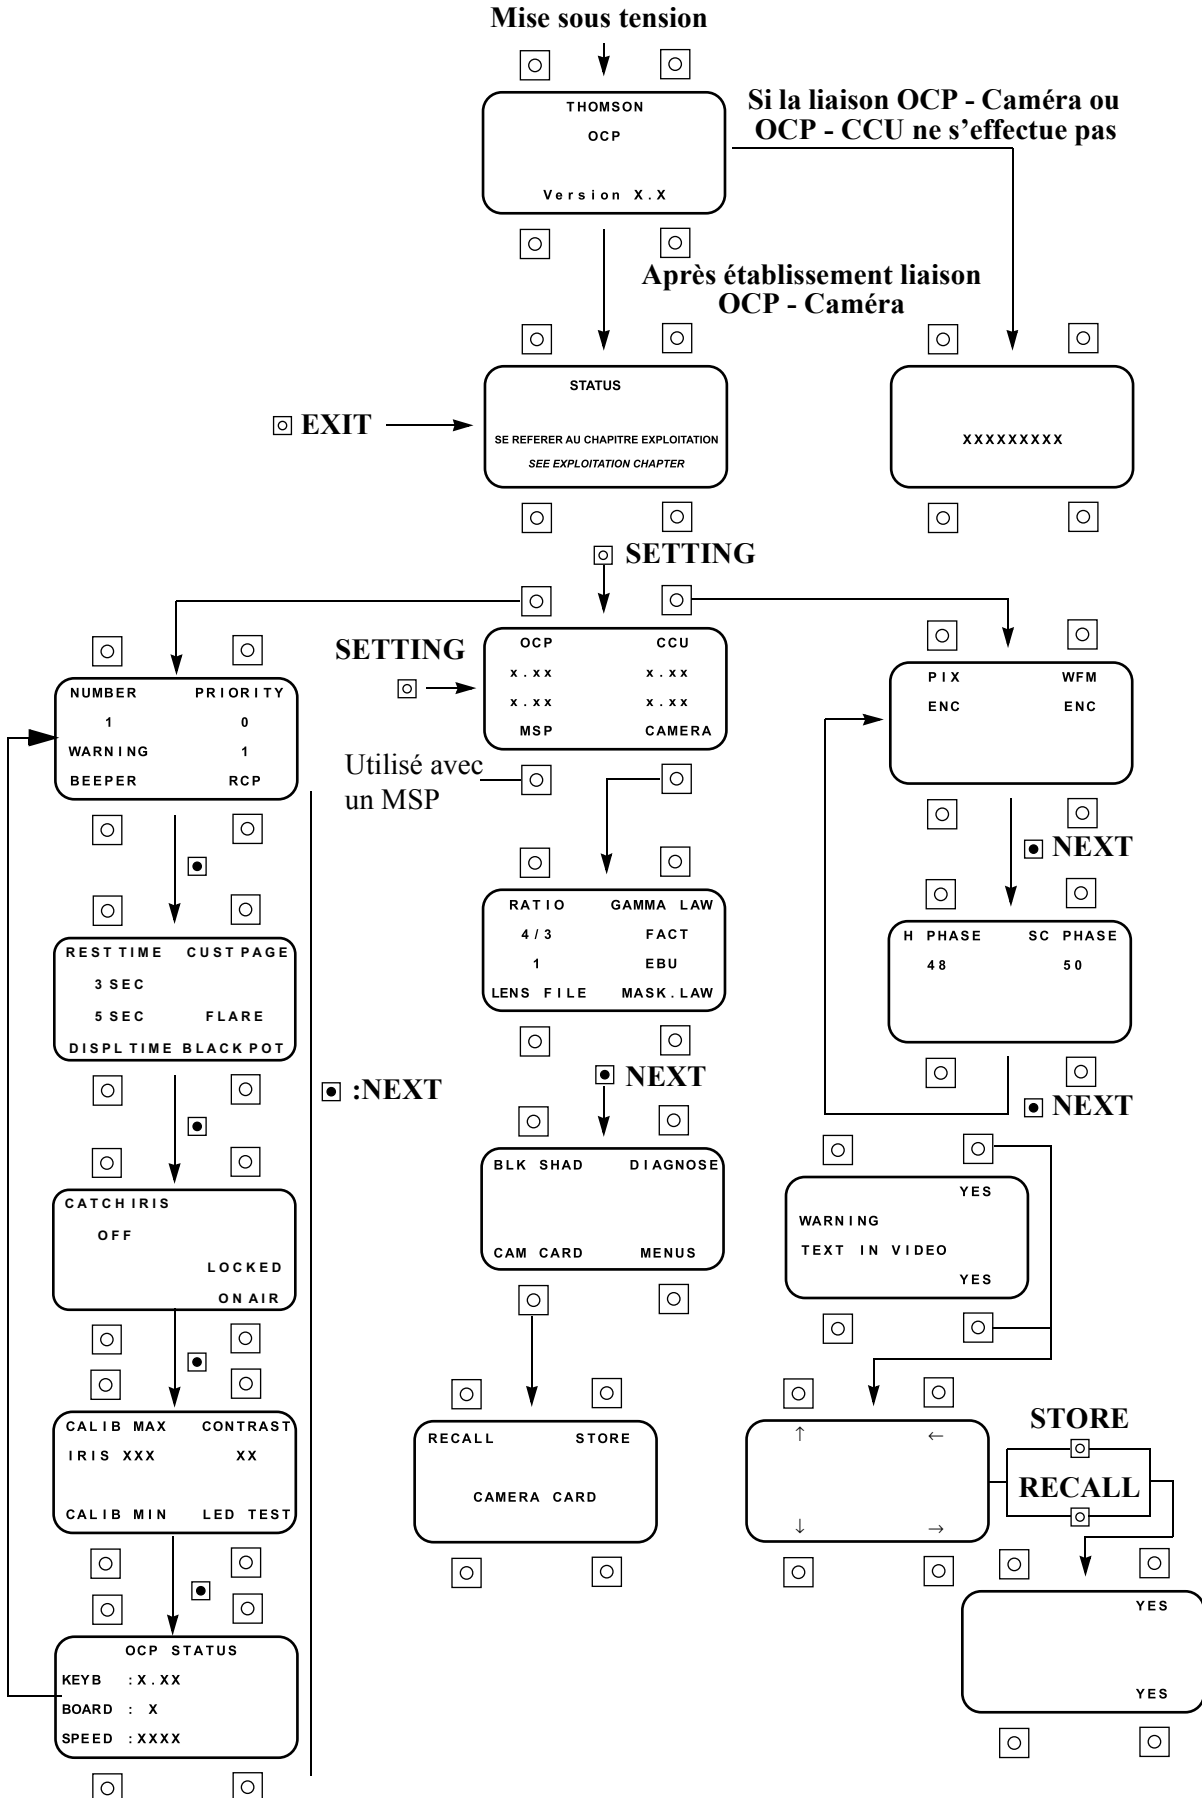 Mise sous tension
THOMSON
OCP
Version X.X
Si la liaison OCP - Caméra ou
OCP - CCU ne s'effectue pas
Après établissement liaison
OCP - Caméra
STATUS
SE REFERER AU CHAPITRE EXPLOITATION
SEE EXPLOITATION CHAPTER
EXIT
XXXXXXXXX
SETTING
SETTING
OCP CCU
x.xx x.xx
x.xx x.xx
MSP CAMERA
Utilisé avec
un MSP
NUMBER PRIORITY
1 0
WARNING 1
BEEPER RCP
REST TIME CUST PAGE
3 SEC
5 SEC FLARE
DISPL TIME BLACK POT
CATCH IRIS
OFF
LOCKED
ON AIR
CALIB MAX CONTRAST
IRIS XXX XX
CALIB MIN LED TEST
OCP STATUS
KEYB :X.XX
BOARD : X
SPEED :XXXX
:NEXT
RATIO GAMMA LAW
4/3 FACT
1 EBU
LENS FILE MASK.LAW
NEXT
BLK SHAD DIAGNOSE
CAM CARD MENUS
RECALL STORE
CAMERA CARD
PIX WFM
ENC ENC
NEXT
H PHASE SC PHASE
48 50
NEXT
YES
WARNING
TEXT IN VIDEO
YES
↑ ←
↓ →
STORE
RECALL
YES
YES